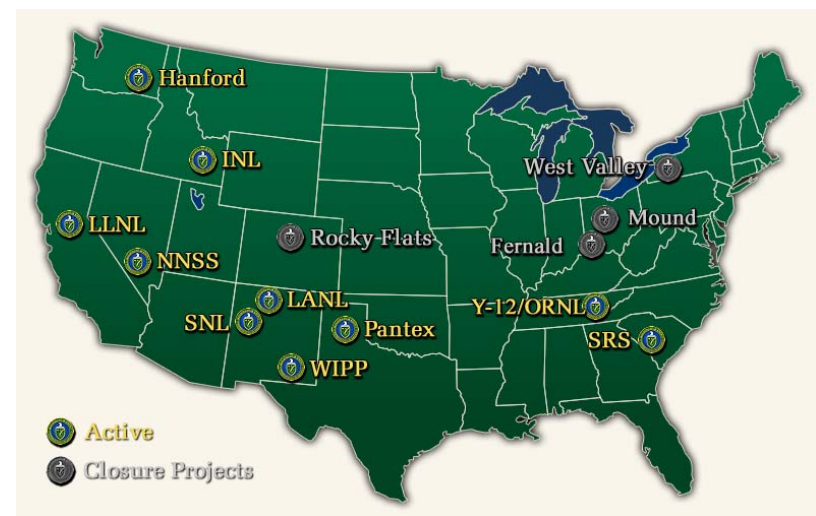 Hanford
INL
West Valley
LLNL
Mound
Rocky Flats
Fernald
NNSS
LANL
Y-12/ORNL
SNL
Pantex
SRS
WIPP
Active
Closure Projects